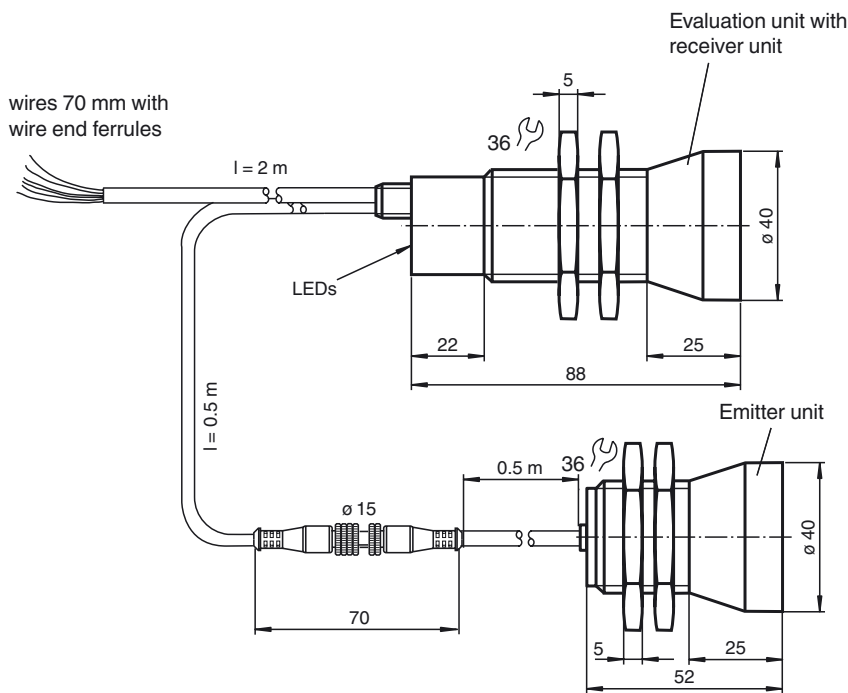 Evaluation unit with
receiver unit
wires 70 mm with
wire end ferrules
5
36
l = 2 m
ø 40
LEDs
22
25
88
l = 0.5 m
Emitter unit
0.5 m
36
ø 15
ø 40
70
5
25
52